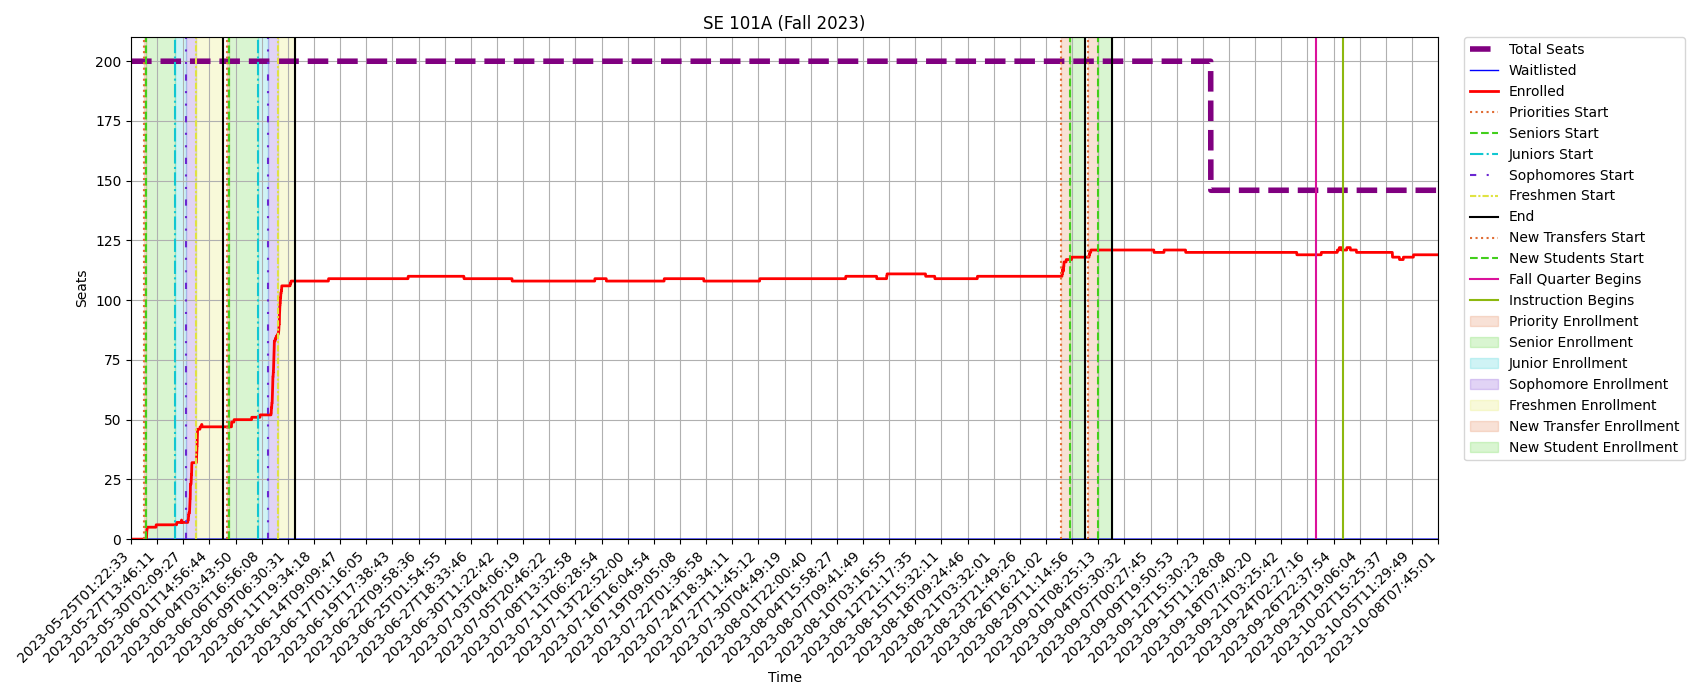 SE 101A (Fall 2023)
200
175
150
125
100
75
50
25
0
Seats
2023-05-25T01:22:33
2023-05-27T13:46:11
2023-05-30T02:09:27
2023-06-01T14:56:44
2023-06-04T03:43:50
2023-06-06T16:56:08
2023-06-09T06:30:31
2023-06-11T19:34:18
2023-06-14T09:09:47
2023-06-17T01:16:05
2023-06-19T17:38:43
2023-06-22T09:58:36
2023-06-25T01:54:55
2023-06-27T18:33:46
2023-06-30T11:22:42
2023-07-03T04:06:19
2023-07-05T20:46:22
2023-07-08T13:32:58
2023-07-11T06:28:54
2023-07-13T22:52:00
2023-07-16T16:04:54
2023-07-19T09:05:08
2023-07-22T01:36:58
2023-07-24T18:34:11
2023-07-27T11:45:12
2023-07-30T04:49:19
2023-08-01T22:00:40
2023-08-04T15:58:27
2023-08-07T09:41:49
2023-08-10T03:16:55
2023-08-12T21:17:35
2023-08-15T15:32:11
2023-08-18T09:24:46
2023-08-21T03:32:01
2023-08-23T21:49:26
2023-08-26T16:21:02
2023-08-29T11:14:56
2023-09-01T08:25:13
2023-09-04T05:30:32
2023-09-07T00:27:45
2023-09-09T19:50:53
2023-09-12T15:30:23
2023-09-15T11:28:08
2023-09-18T07:40:20
2023-09-21T03:25:42
2023-09-24T02:27:16
2023-09-26T22:37:54
2023-09-29T19:06:04
2023-10-02T15:25:37
2023-10-05T11:29:49
2023-10-08T07:45:01
Time
Total Seats
Waitlisted
Enrolled
Priorities Start
Seniors Start
Juniors Start
Sophomores Start
Freshmen Start
End
New Transfers Start
New Students Start
Fall Quarter Begins
Instruction Begins
Priority Enrollment
Senior Enrollment
Junior Enrollment
Sophomore Enrollment
Freshmen Enrollment
New Transfer Enrollment
New Student Enrollment